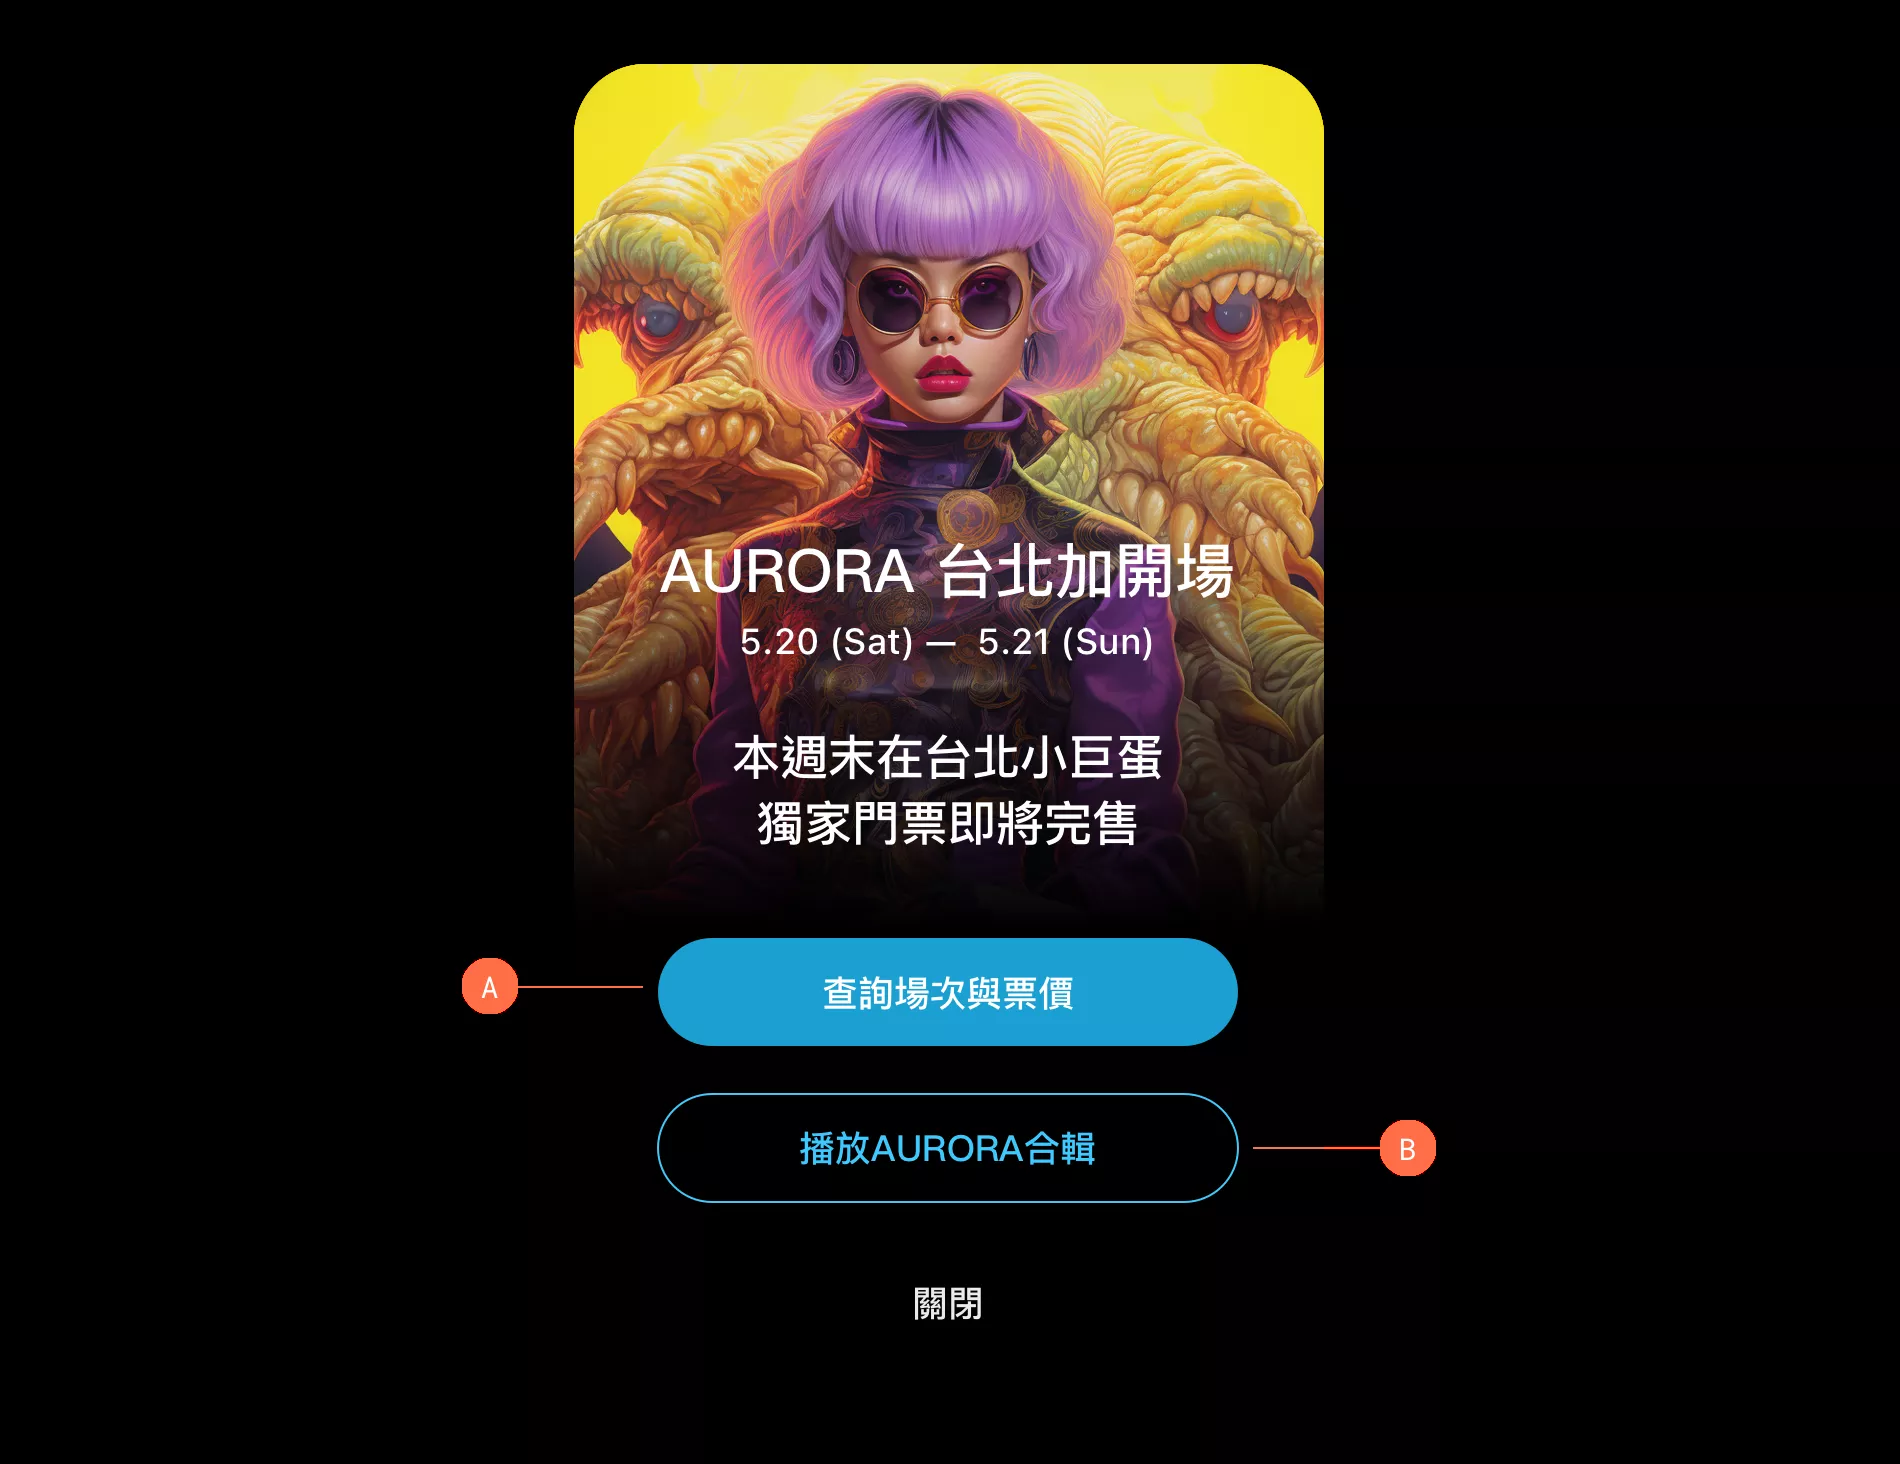 AURORA 台北加開場
5.20 (Sat) — 5.21 (Sun)
本週末在台北小巨蛋
獨家門票即將完售
A
查詢場次與票價
播放AURORA合輯
B
關閉